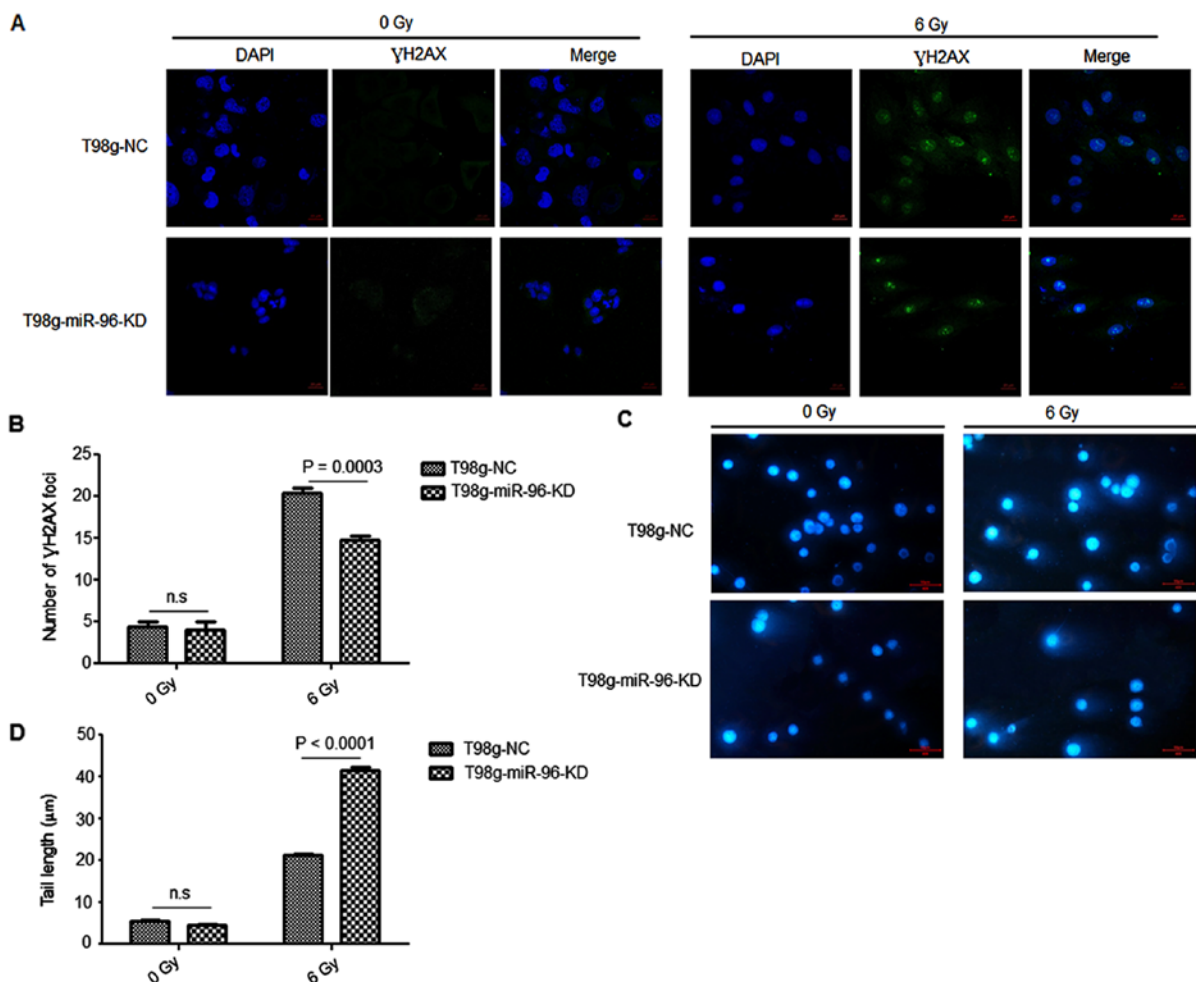 A
0 Gy
6 Gy
DAPI
ƔH2AX
Merge
DAPI
ƔH2AX
Merge
T98g-NC
T98g-miR-96-KD
B
Number of ƔH2AX foci
25
20
15
10
5
0
n.s
P = 0.0003
0 Gy
6 Gy
T98g-NC
T98g-miR-96-KD
C
0 Gy
6 Gy
T98g-NC
T98g-miR-96-KD
D
Tail length (μm)
50
40
30
20
10
0
n.s
P < 0.0001
0 Gy
6 Gy
T98g-NC
T98g-miR-96-KD